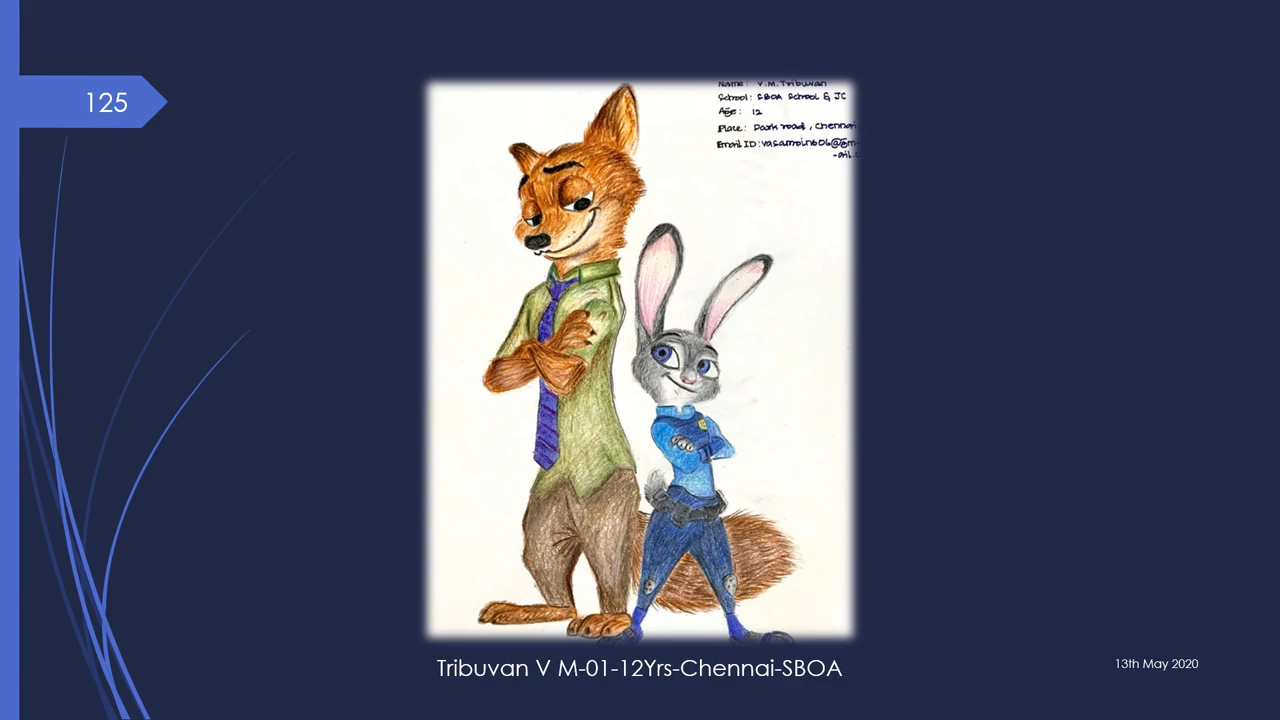 125
Name: V.M.Tribuvan
School: SBOA School & JC
Age: 12
Place: Park road, Chennai
Email ID:
Tribuvan V M-01-12Yrs-Chennai-SBOA
13th May 2020